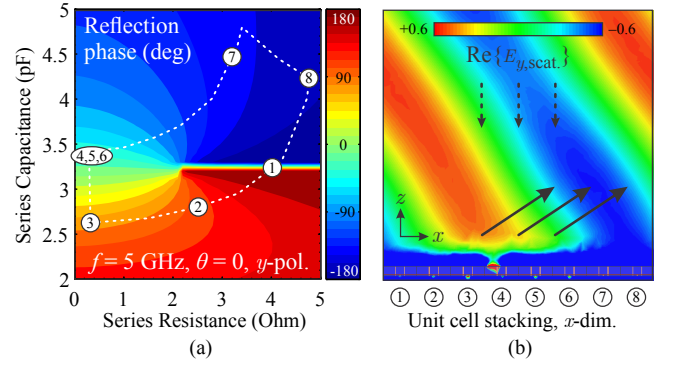 Reflection
phase (deg)
f = 5 GHz, θ = 0, y-pol.
5
4.5
4
3.5
3
2.5
2
Series Capacitance (pF)
0
1
2
3
4
5
Series Resistance (Ohm)
7
8
4,5,6
1
2
3
180
90
0
-90
-180
(a)
+0.6
−0.6
Re{E_y,scat.}
z
x
1 2 3 4 5 6 7 8
Unit cell stacking, x-dim.
(b)